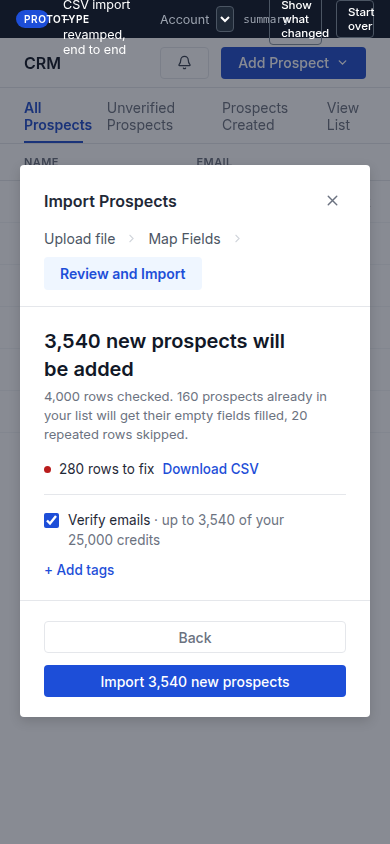 PROTOTYPE
CSV import
revamped,
end to end
Account
summary
Show
what
changed
Start
over
CRM
Add Prospect
All
Prospects
Unverified
Prospects
Prospects
Created
View
List
NAME
EMAIL
Import Prospects
Upload file
Map Fields
Review and Import
3,540 new prospects will
be added
4,000 rows checked. 160 prospects already in
your list will get their empty fields filled, 20
repeated rows skipped.
280 rows to fix Download CSV
Verify emails · up to 3,540 of your
25,000 credits
+ Add tags
Back
Import 3,540 new prospects